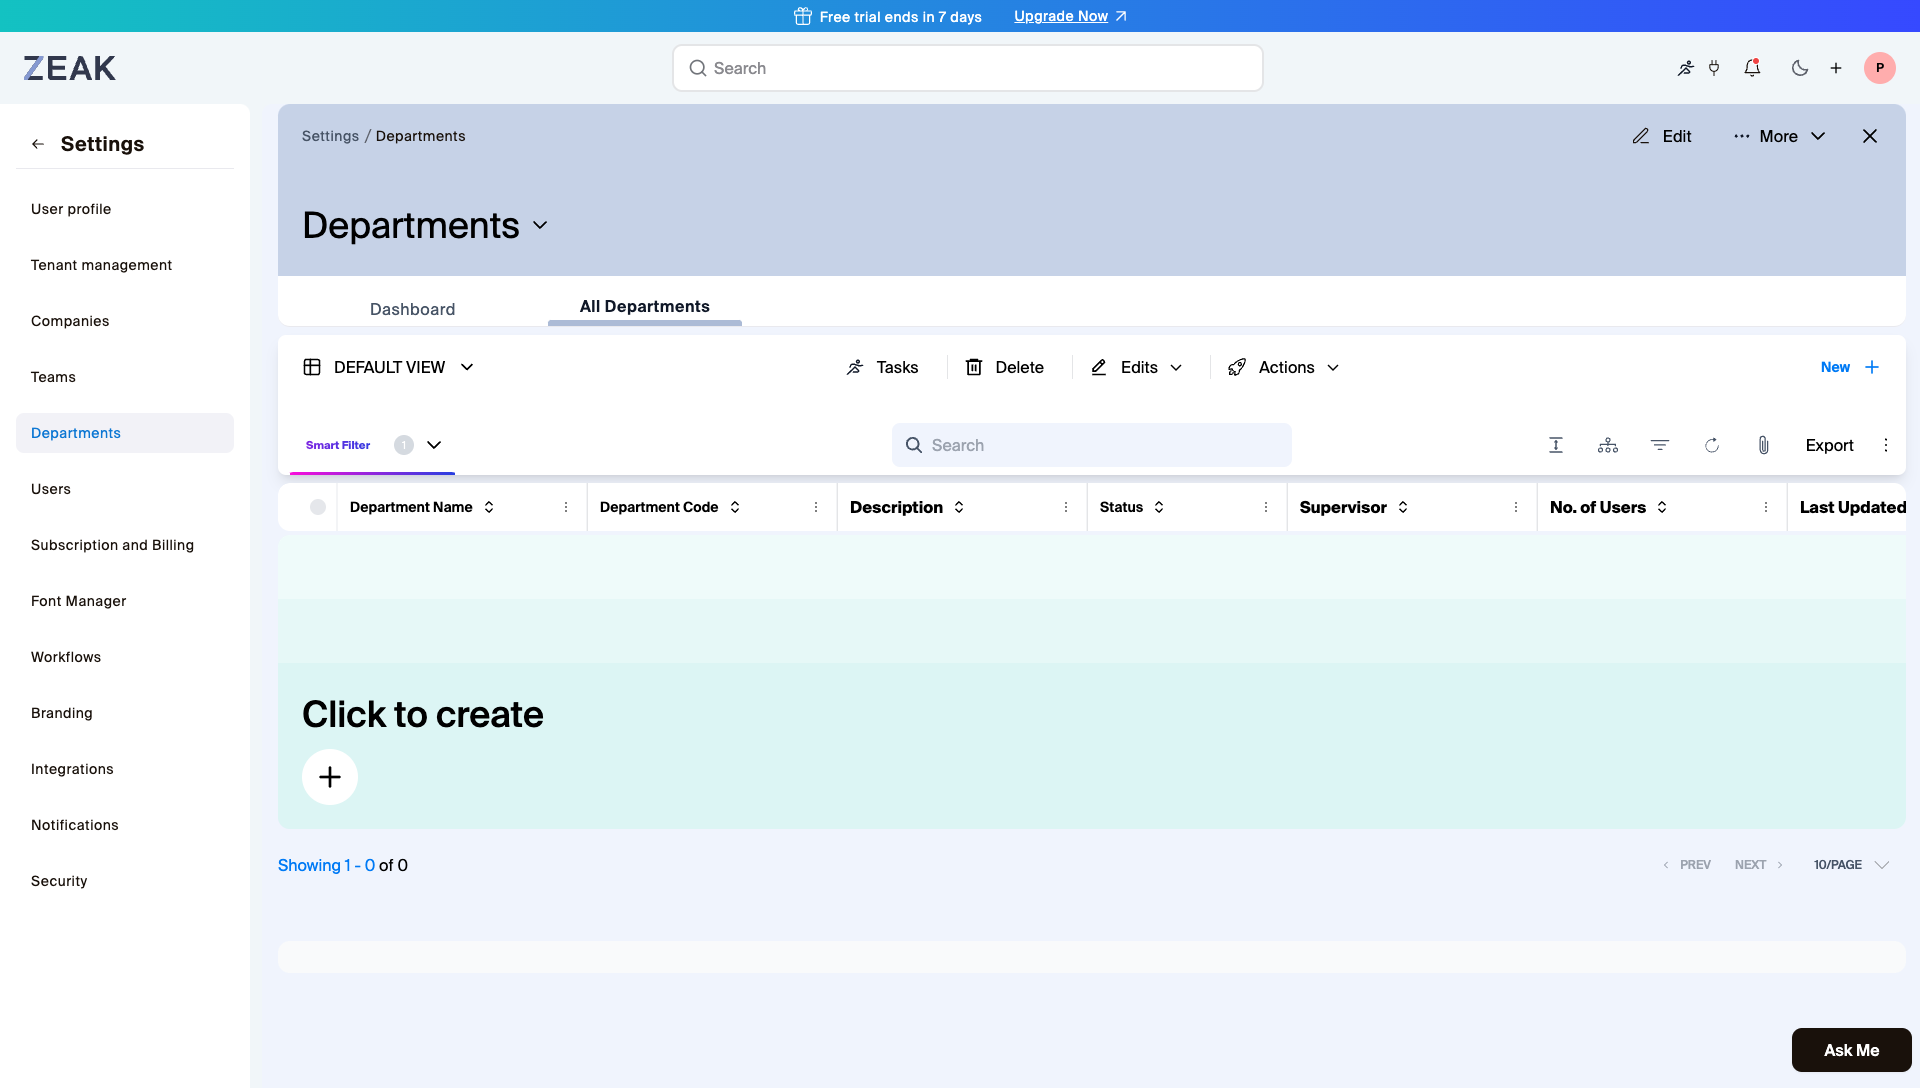 Free trial ends in 7 days Upgrade Now
ZEAK
Search
P
Settings
User profile
Tenant management
Companies
Teams
Departments
Users
Subscription and Billing
Font Manager
Workflows
Branding
Integrations
Notifications
Security
Settings / Departments
Edit
More
Departments
Dashboard
All Departments
DEFAULT VIEW
Tasks
Delete
Edits
Actions
New
Smart Filter 1
Search
Export
Department Name
Department Code
Description
Status
Supervisor
No. of Users
Last Updated
Click to create
Showing 1 - 0 of 0
PREV
NEXT
10/PAGE
Ask Me